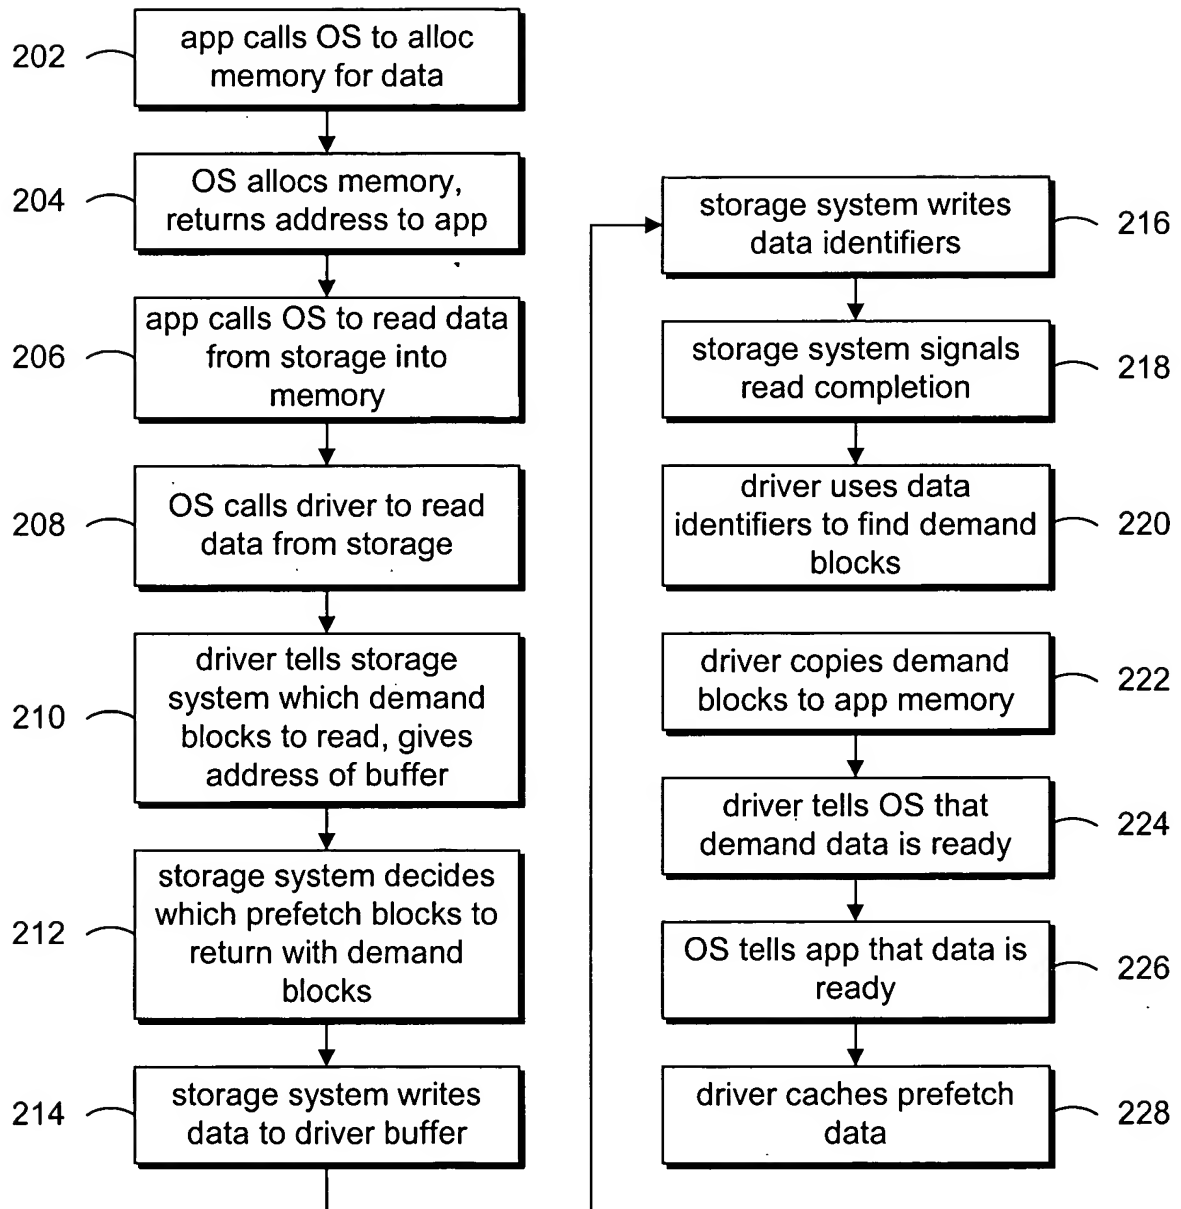 202
app calls OS to alloc
memory for data
204
OS allocs memory,
returns address to app
206
app calls OS to read data
from storage into
memory
208
OS calls driver to read
data from storage
210
driver tells storage
system which demand
blocks to read, gives
address of buffer
212
storage system decides
which prefetch blocks to
return with demand
blocks
214
storage system writes
data to driver buffer
storage system writes
data identifiers
216
storage system signals
read completion
218
driver uses data
identifiers to find demand
blocks
220
driver copies demand
blocks to app memory
222
driver tells OS that
demand data is ready
224
OS tells app that data is
ready
226
driver caches prefetch
data
228